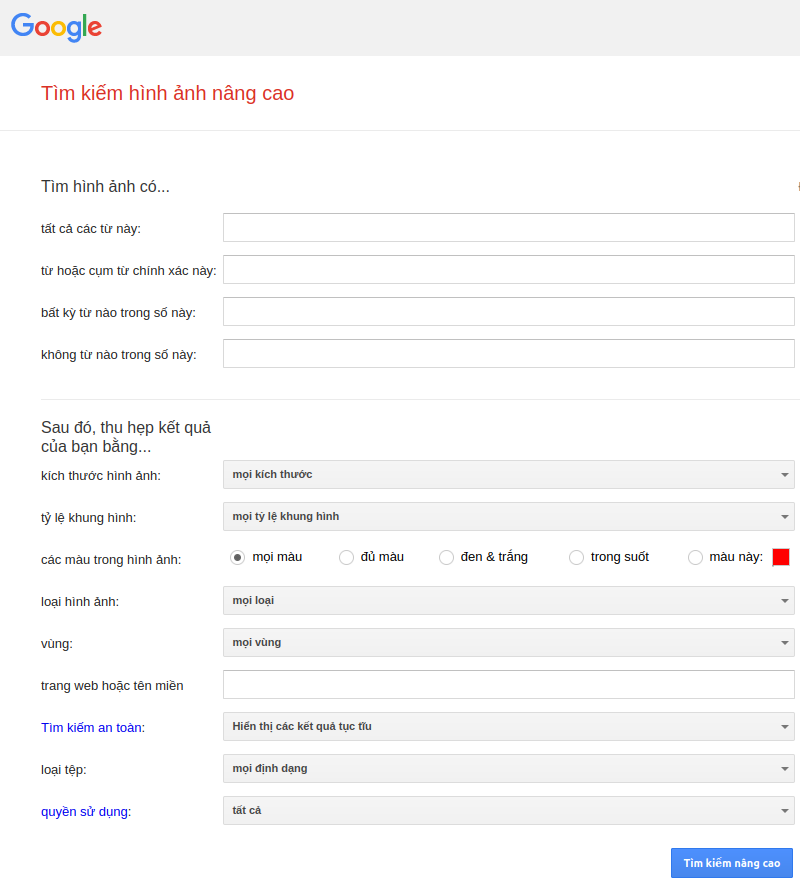 Google
Tìm kiếm hình ảnh nâng cao
Tìm hình ảnh có...
tất cả các từ này:
từ hoặc cụm từ chính xác này:
bất kỳ từ nào trong số này:
không từ nào trong số này:
Sau đó, thu hẹp kết quả
của bạn bằng...
kích thước hình ảnh: mọi kích thước
tỷ lệ khung hình: mọi tỷ lệ khung hình
các màu trong hình ảnh: mọi màu đủ màu đen & trắng trong suốt màu này:
loại hình ảnh: mọi loại
vùng: mọi vùng
trang web hoặc tên miền
Tìm kiếm an toàn: Hiển thị các kết quả tục tĩu
loại tệp: mọi định dạng
quyền sử dụng: tất cả
Tìm kiếm nâng cao